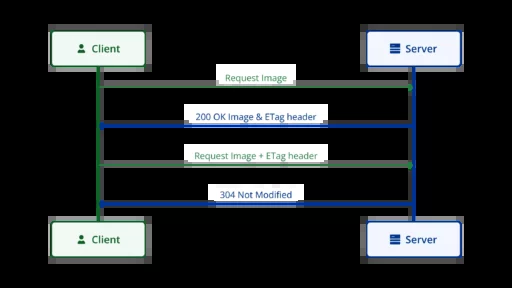 Client
Server
Request Image
200 OK Image & ETag header
Request Image + ETag header
304 Not Modified
Client
Server